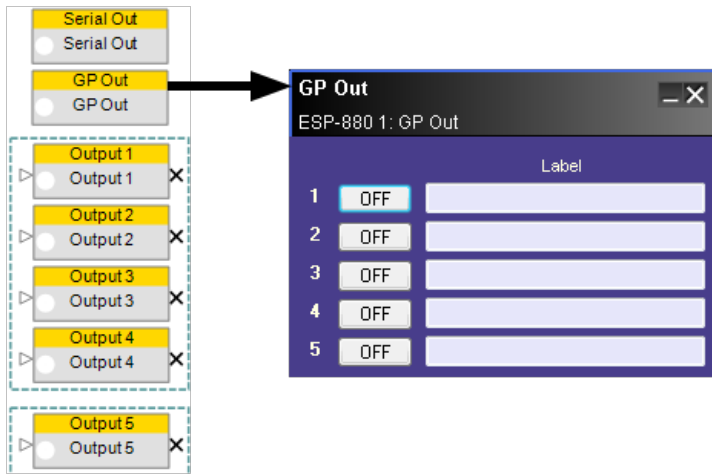 Serial Out
Serial Out
GP Out
GP Out
Output 1
Output 1
Output 2
Output 2
Output 3
Output 3
Output 4
Output 4
Output 5
Output 5
GP Out
ESP-880 1: GP Out
Label
1 OFF
2 OFF
3 OFF
4 OFF
5 OFF